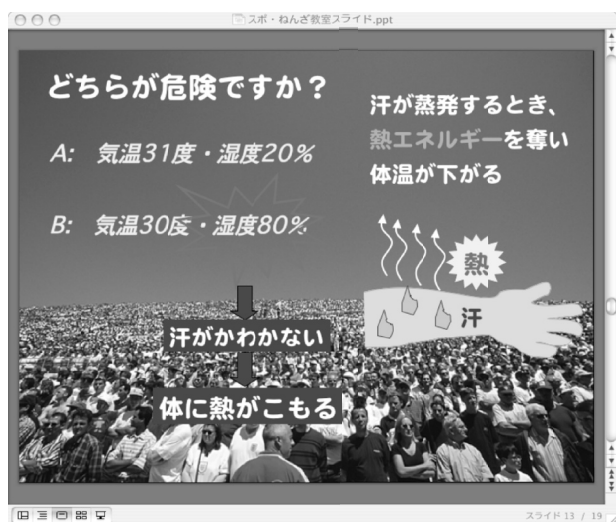 スポ・ねんざ教室スライド.ppt
どちらが危険ですか？
A: 気温31度・湿度20%
B: 気温30度・湿度80%
汗がかわかない
体に熱がこもる
汗が蒸発するとき、
熱エネルギーを奪い
体温が下がる
熱
汗
スライド 13 / 19